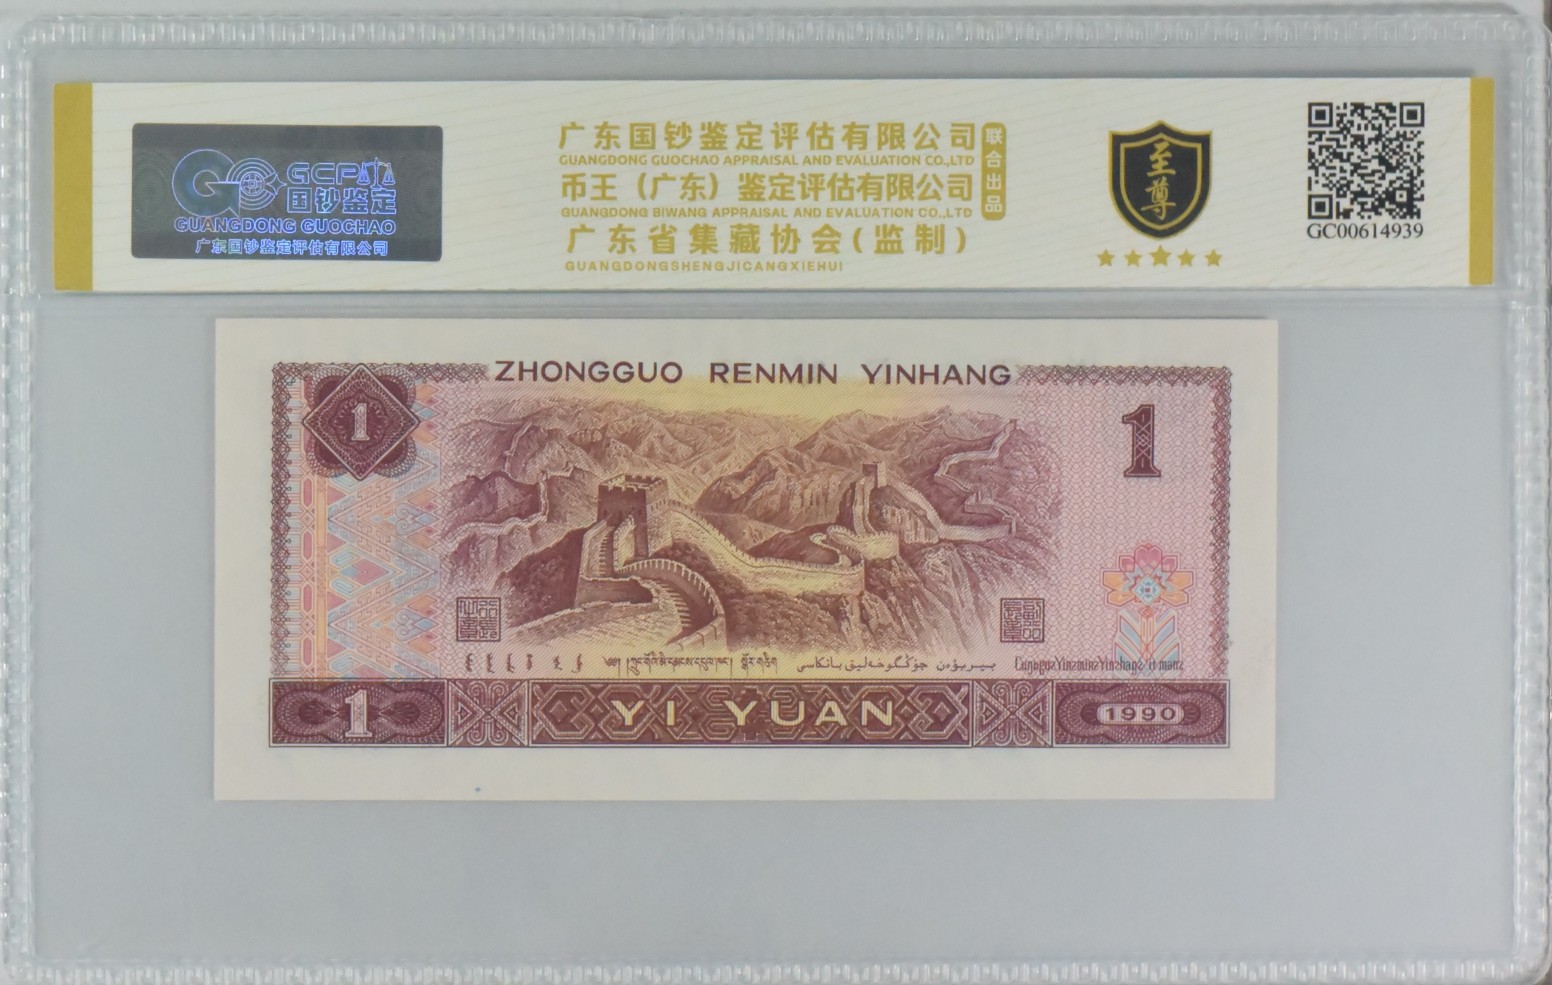 GCPA
国钞鉴定
GUANGDONG GUOCHAO
广东国钞鉴定评估有限公司
广东国钞鉴定评估有限公司
GUANGDONG GUOCHAO APPRAISAL AND EVALUATION CO.,LTD
币王（广东）鉴定评估有限公司
GUANGDONG BIWANG APPRAISAL AND EVALUATION CO.,LTD
广东省集藏协会(监制)
GUANGDONGSHENGJICANGXIEHUI
联合出品
至尊
GC00614939
ZHONGGUO RENMIN YINHANG
1
1
1
YI YUAN
1990